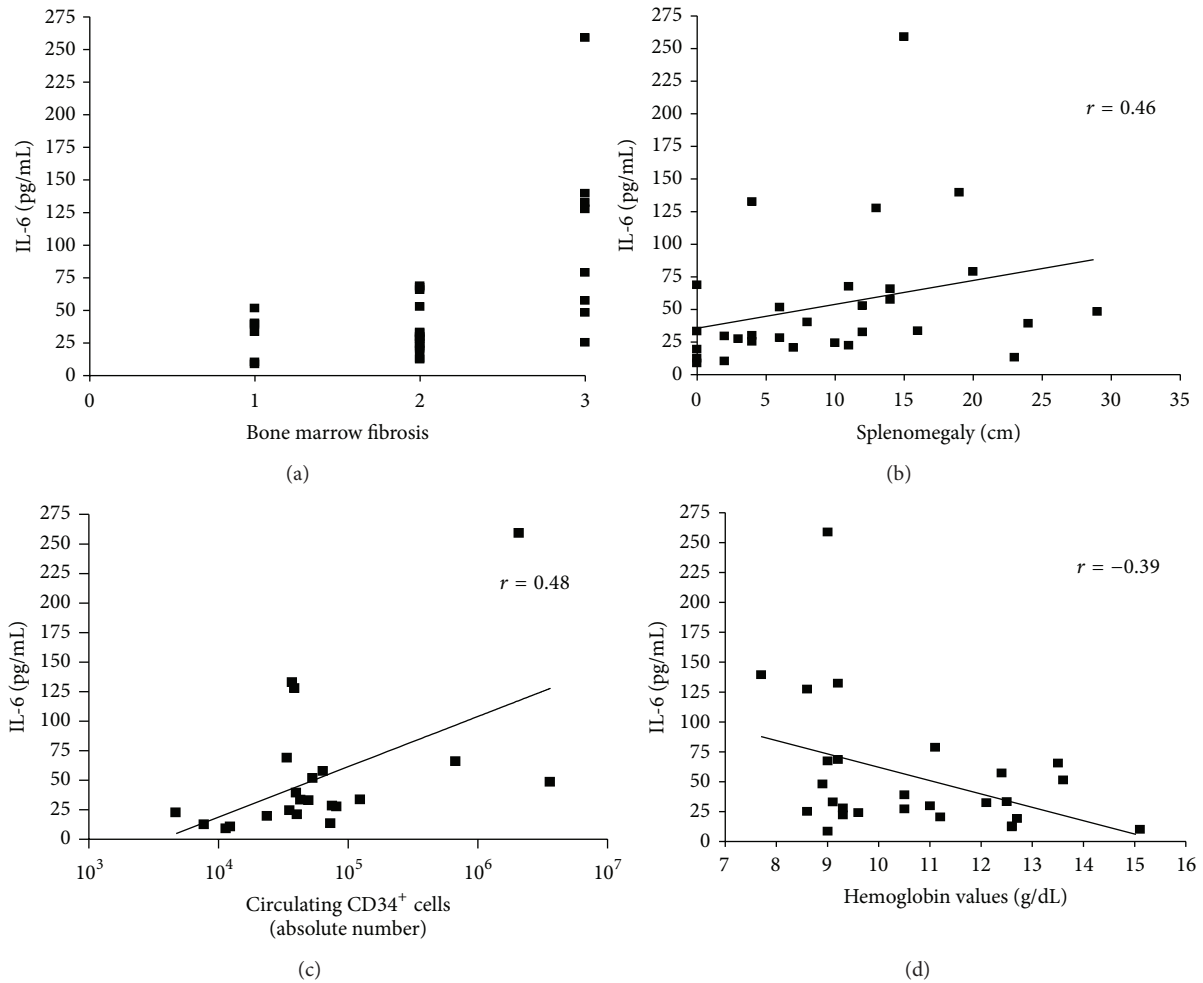 275
250
225
200
175
150
125
100
75
50
25
0
IL-6 (pg/mL)
0 1 2 3
Bone marrow fibrosis
(a)
275
250
225
200
175
150
125
100
75
50
25
0
IL-6 (pg/mL)
r = 0.46
0 5 10 15 20 25 30 35
Splenomegaly (cm)
(b)
275
250
225
200
175
150
125
100
75
50
25
0
IL-6 (pg/mL)
r = 0.48
10³ 10⁴ 10⁵ 10⁶ 10⁷
Circulating CD34⁺ cells
(absolute number)
(c)
275
250
225
200
175
150
125
100
75
50
25
0
IL-6 (pg/mL)
r = −0.39
7 8 9 10 11 12 13 14 15 16
Hemoglobin values (g/dL)
(d)